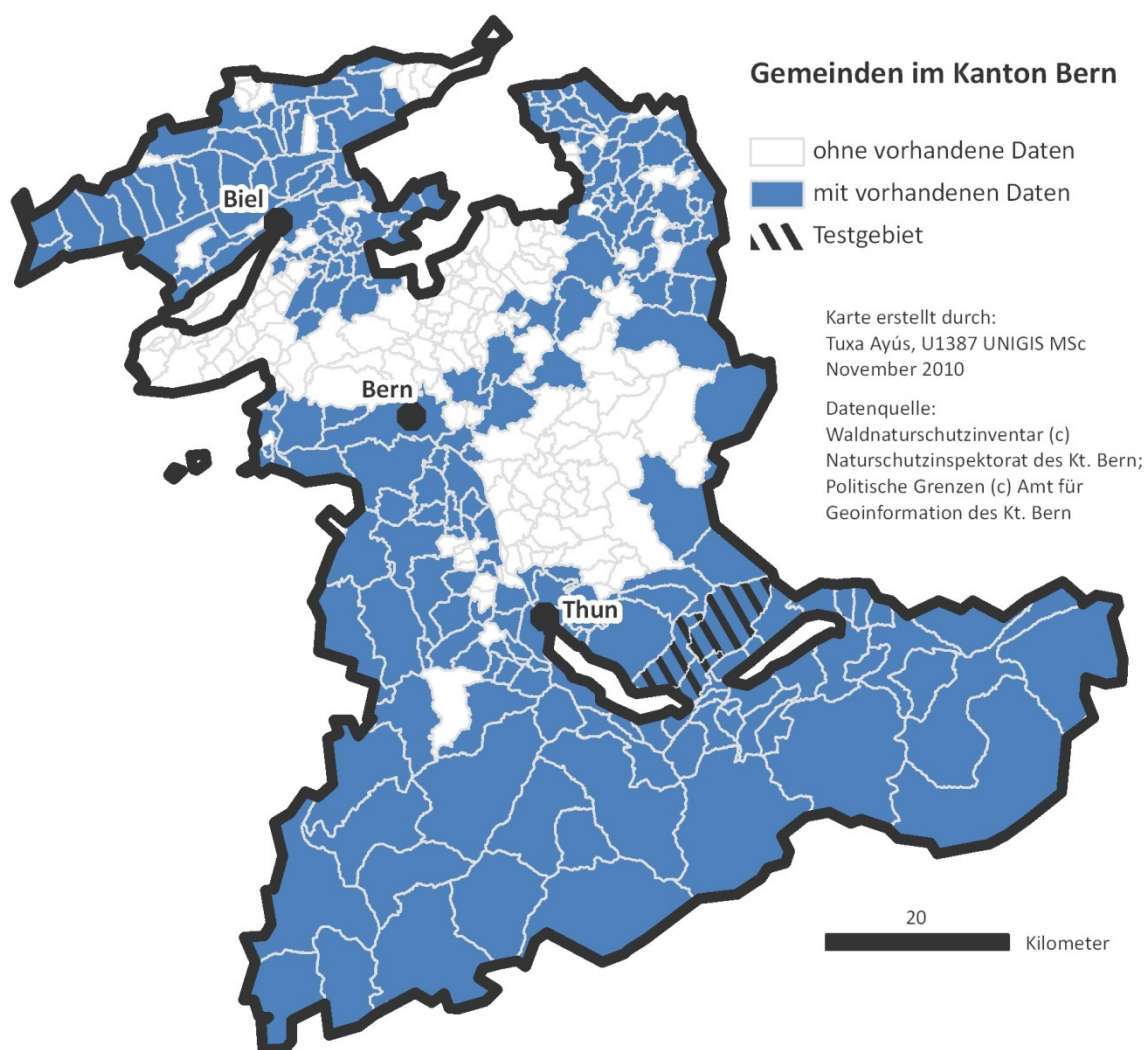 Gemeinden im Kanton Bern
ohne vorhandene Daten
mit vorhandenen Daten
Testgebiet
Biel
Karte erstellt durch:
Tuxa Ayús, U1387 UNIGIS MSc
November 2010
Bern
Datenquelle:
Waldnaturschutzinventar (c)
Naturschutzinspektorat des Kt. Bern;
Politische Grenzen (c) Amt für
Geoinformation des Kt. Bern
Thun
20
Kilometer